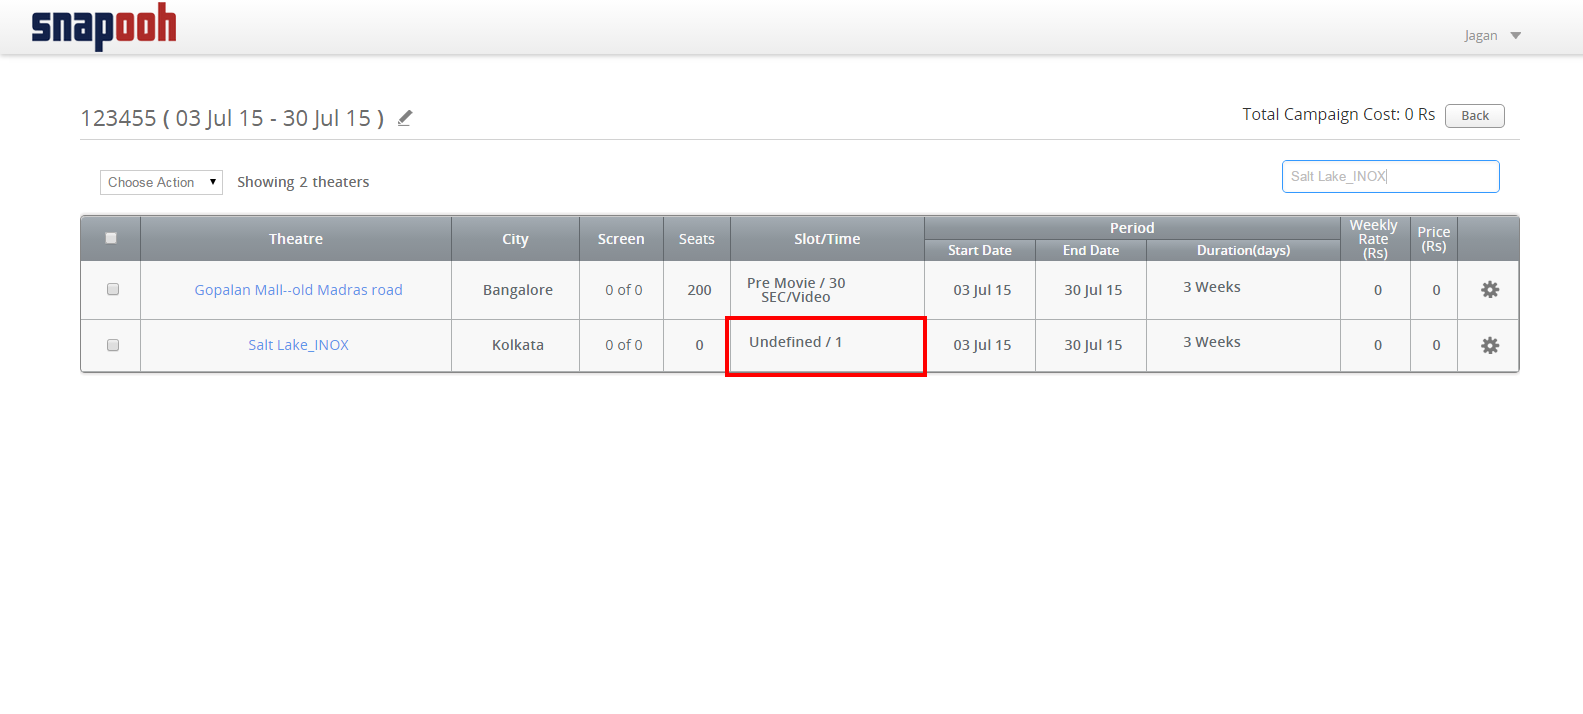 snapooh
Jagan
123455 ( 03 Jul 15 - 30 Jul 15 )
Total Campaign Cost: 0 Rs
Back
Choose Action
Showing 2 theaters
Salt Lake_INOX
Theatre
City
Screen
Seats
Slot/Time
Period
Start Date
End Date
Duration(days)
Weekly
Rate
(Rs)
Price
(Rs)
Gopalan Mall--old Madras road
Bangalore
0 of 0
200
Pre Movie / 30
SEC/Video
03 Jul 15
30 Jul 15
3 Weeks
0
0
Salt Lake_INOX
Kolkata
0 of 0
0
Undefined / 1
03 Jul 15
30 Jul 15
3 Weeks
0
0